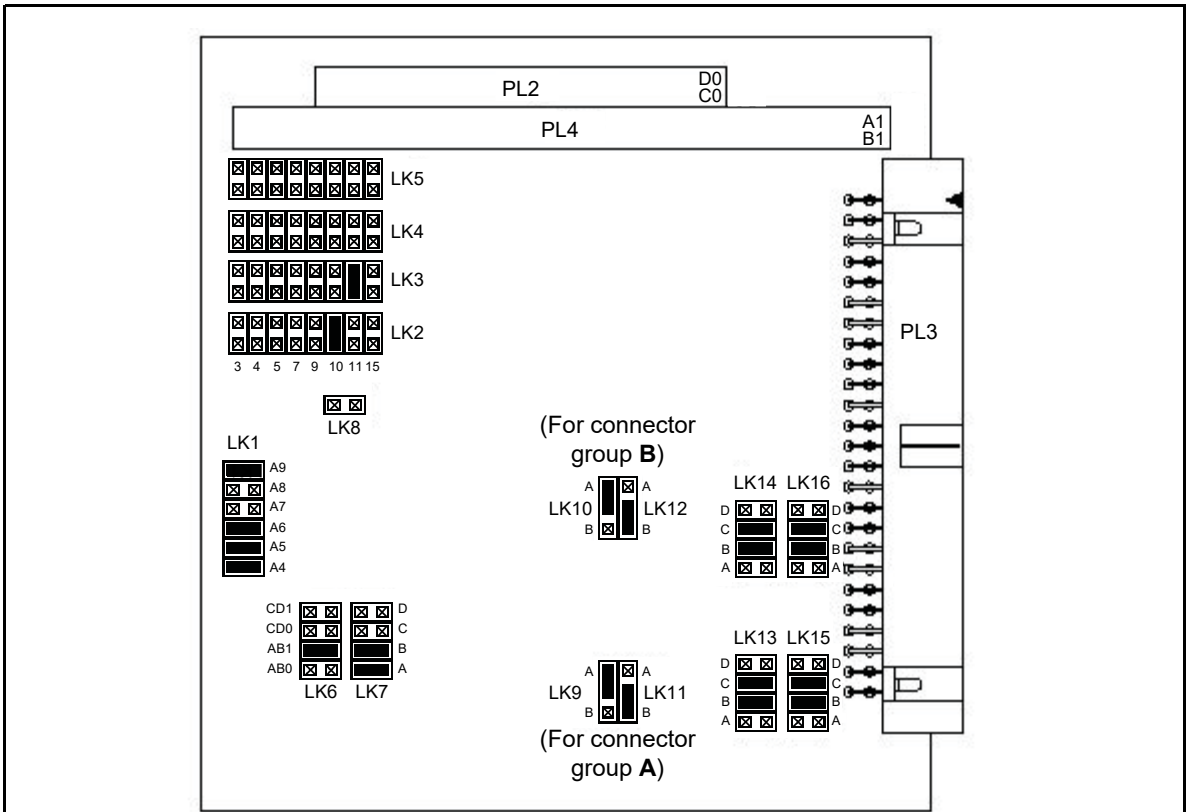 D0
PL2
C0
A1
PL4
B1
LK5
LK4
LK3
LK2
3 4 5 7 9 10 11 15
PL3
LK8
LK1
A9
A8
A7
A6
A5
A4
(For connector
group B)
A A
LK10 LK12
B B
LK14 LK16
D D
C C
B B
A A
CD1 D
CD0 C
AB1 B
AB0 A
LK6 LK7
A A
LK9 LK11
B B
(For connector
group A)
LK13 LK15
D D
C C
B B
A A